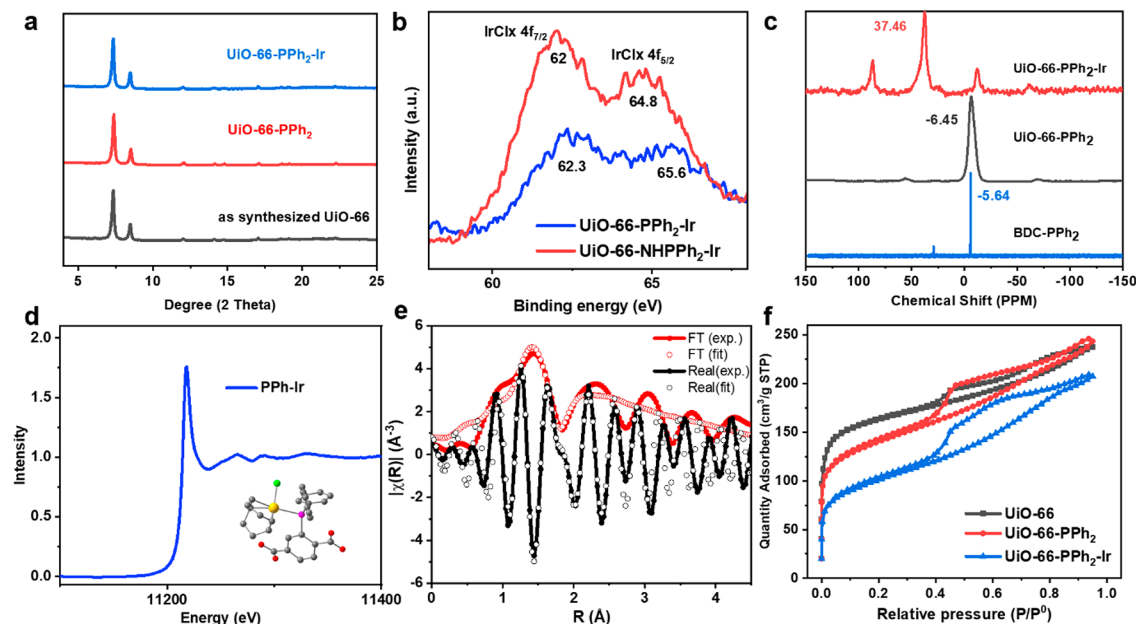 a
UiO-66-PPh₂-Ir
UiO-66-PPh₂
as synthesized UiO-66
5 10 15 20 25
Degree (2 Theta)
b
IrClx 4f₇/₂
62
IrClx 4f₅/₂
64.8
62.3
65.6
UiO-66-PPh₂-Ir
UiO-66-NHPPh₂-Ir
Intensity (a.u.)
60 65
Binding energy (eV)
c
37.46
UiO-66-PPh₂-Ir
-6.45
UiO-66-PPh₂
-5.64
BDC-PPh₂
150 100 50 0 -50 -100 -150
Chemical Shift (PPM)
d
2.0
1.5
1.0
0.5
0.0
Intensity
PPh-Ir
11200 11400
Energy (eV)
e
6
4
2
0
-2
-4
-6
|χ(R)| (Å⁻³)
FT (exp.)
FT (fit)
Real(exp.)
Real(fit)
0 1 2 3 4
R (Å)
f
250
225
200
175
150
125
100
75
50
25
0
Quantity Adsorbed (cm³/g STP)
UiO-66
UiO-66-PPh₂
UiO-66-PPh₂-Ir
0.0 0.2 0.4 0.6 0.8 1.0
Relative pressure (P/P⁰)